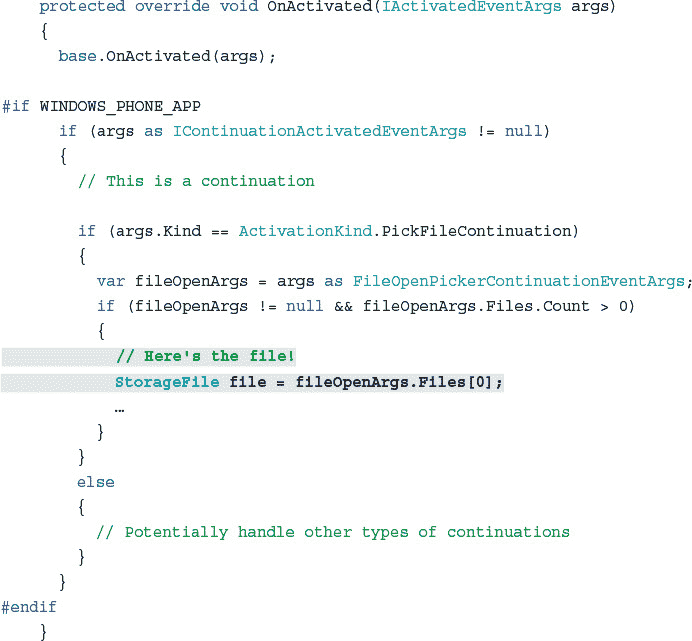 protected override void OnActivated(IActivatedEventArgs args)
{
base.OnActivated(args);
#if WINDOWS_PHONE_APP
if (args as IContinuationActivatedEventArgs != null)
{
// This is a continuation
if (args.Kind == ActivationKind.PickFileContinuation)
{
var fileOpenArgs = args as FileOpenPickerContinuationEventArgs;
if (fileOpenArgs != null && fileOpenArgs.Files.Count > 0)
{
// Here's the file!
StorageFile file = fileOpenArgs.Files[0];
…
}
}
else
{
// Potentially handle other types of continuations
}
}
#endif
}